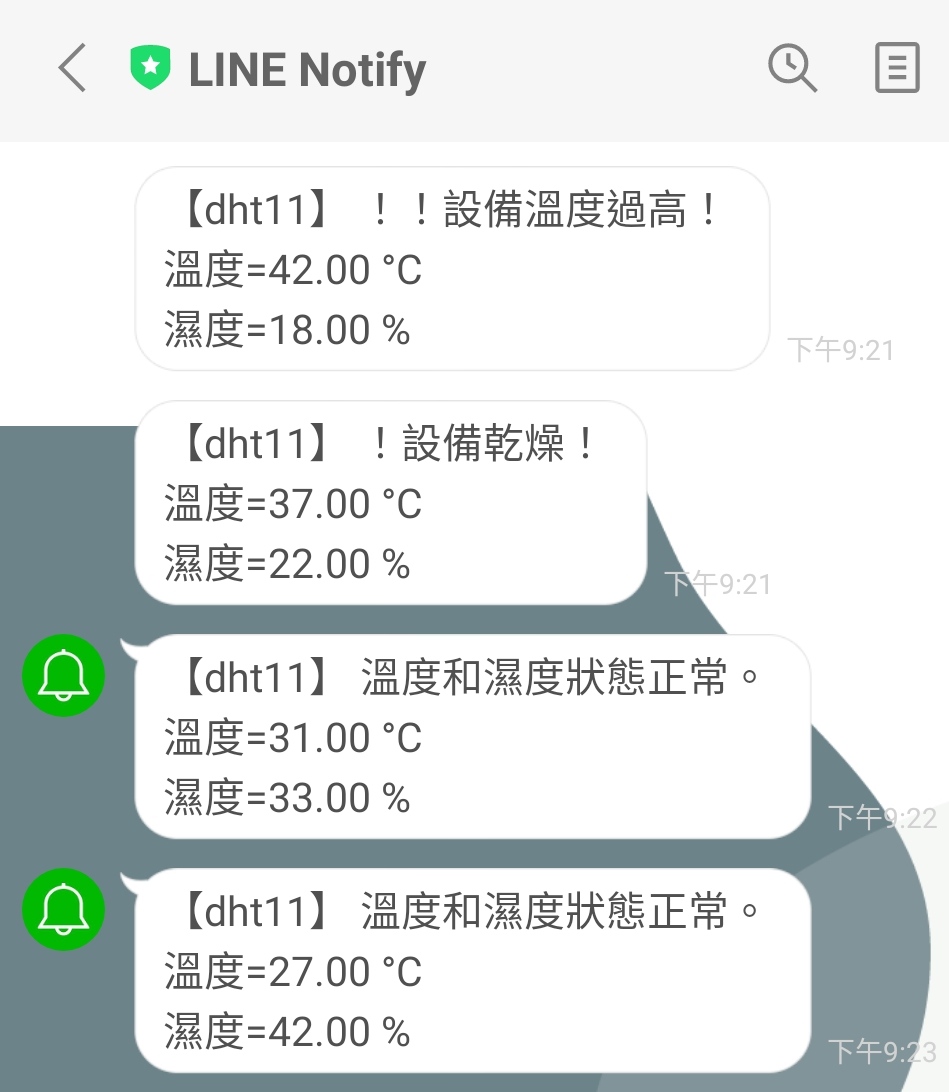 LINE Notify
【dht11】 ！！設備溫度過高！
溫度=42.00 °C
濕度=18.00 %
下午9:21
【dht11】 ！設備乾燥！
溫度=37.00 °C
濕度=22.00 %
下午9:21
【dht11】 溫度和濕度狀態正常。
溫度=31.00 °C
濕度=33.00 %
下午9:22
【dht11】 溫度和濕度狀態正常。
溫度=27.00 °C
濕度=42.00 %
下午9:23